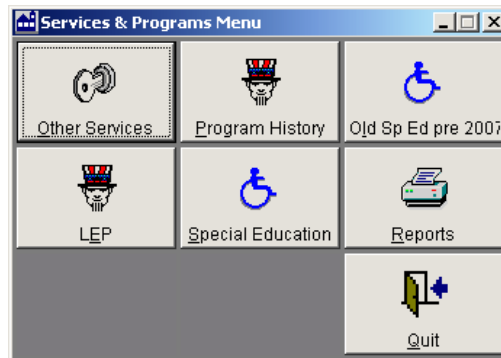 Services & Programs Menu
Other Services
Program History
Old Sp Ed pre 2007
LEP
Special Education
Reports
Quit